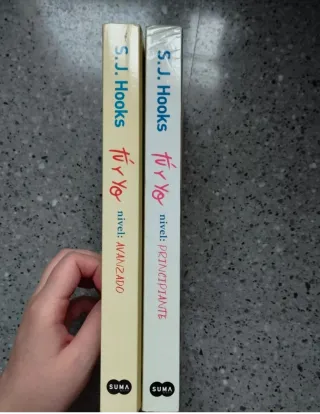 S.J. Hooks
TÚ Y YO
nivel: AVANZADO
SUMA
S.J. Hooks
TÚ Y YO
nivel: PRINCIPIANTE
SUMA